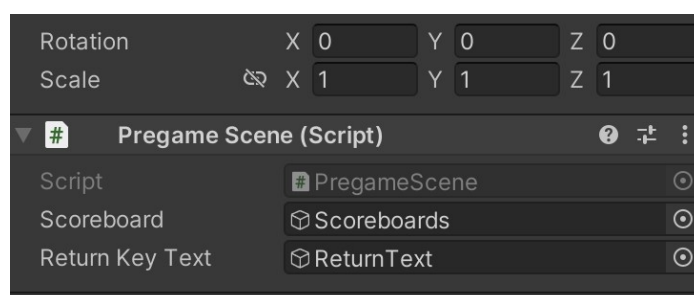 Rotation X 0 Y 0 Z 0
Scale X 1 Y 1 Z 1
# Pregame Scene (Script) ?
Script # PregameScene
Scoreboard Scoreboards
Return Key Text ReturnText